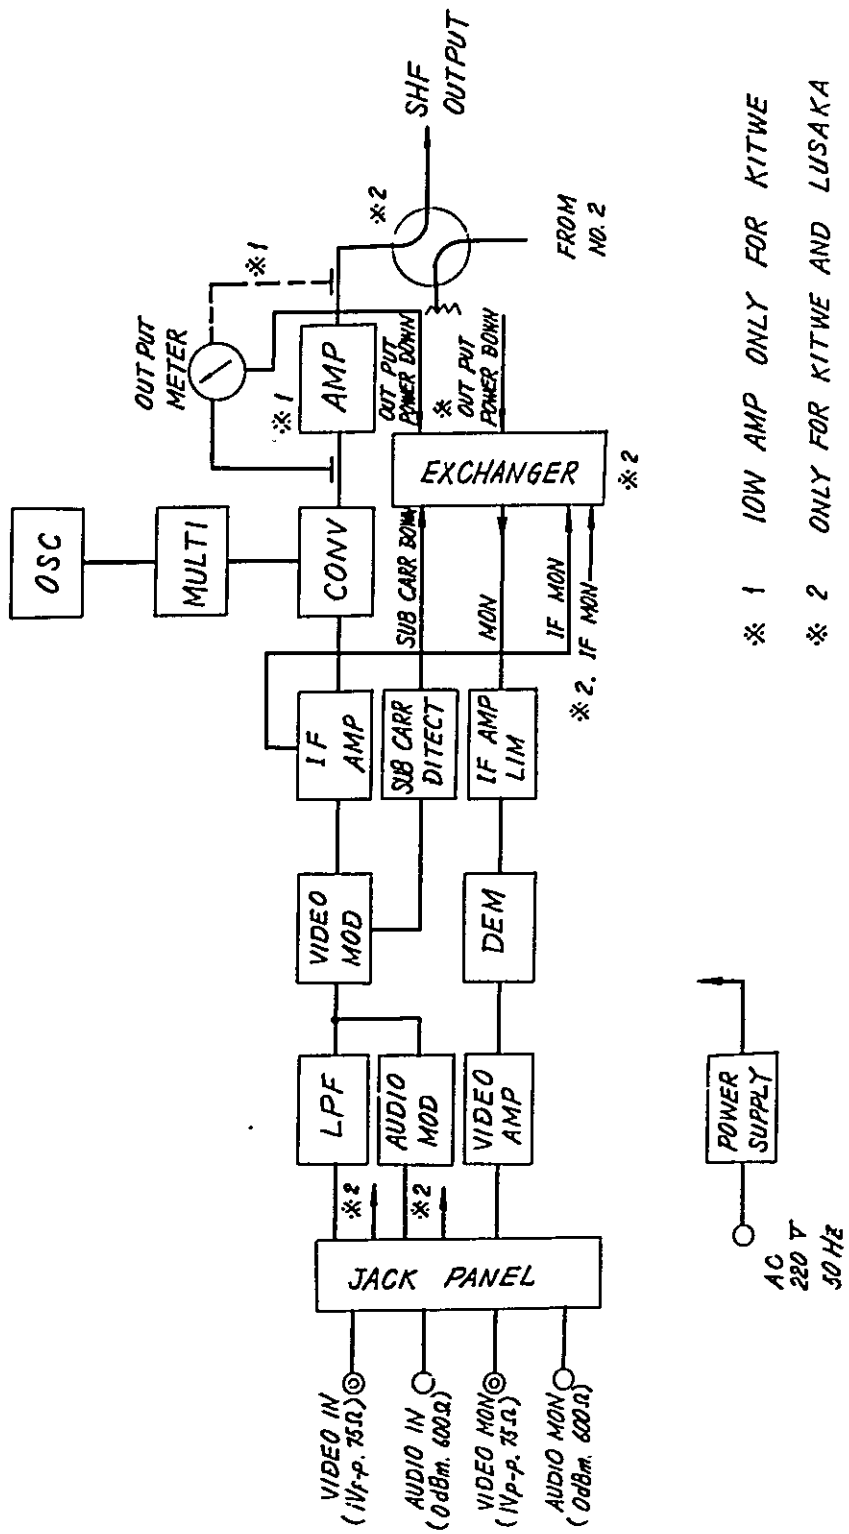 VIDEO IN
(1Vp-p. 75Ω)
AUDIO IN
(0dBm. 600Ω)
VIDEO MON
(1Vp-p. 75Ω)
AUDIO MON
(0dBm. 600Ω)
JACK PANEL
※2
※2
LPF
AUDIO
MOD
VIDEO
AMP
VIDEO
MOD
DEM
IF
AMP
SUB CARR
DITECT
IF AMP
LIM
OSC
MULTI
CONV
SUB CARR DOWN
MON
IF MON
※2. IF MON
EXCHANGER
※2
OUTPUT
METER
※1
※1
AMP
OUT PUT
POWER DOWN
※
OUT PUT
POWER DOWN
※2
SHF
OUTPUT
FROM
NO. 2
AC
220 V
50 Hz
POWER
SUPPLY
※ 1 10W AMP ONLY FOR KITWE
※ 2 ONLY FOR KITWE AND LUSAKA